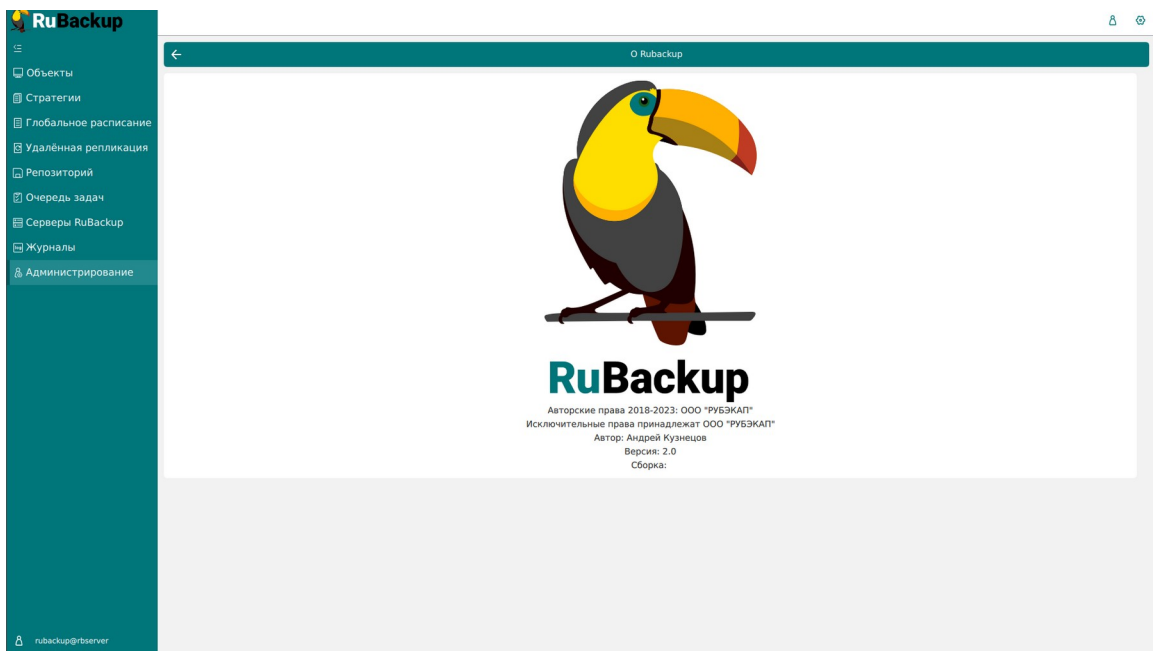 RuBackup
Объекты
Стратегии
Глобальное расписание
Удалённая репликация
Репозиторий
Очередь задач
Серверы RuBackup
Журналы
Администрирование
rubackup@rbserver
О Rubackup
RuBackup
Авторские права 2018-2023: ООО "РУБЭКАП"
Исключительные права принадлежат ООО "РУБЭКАП"
Автор: Андрей Кузнецов
Версия: 2.0
Сборка: